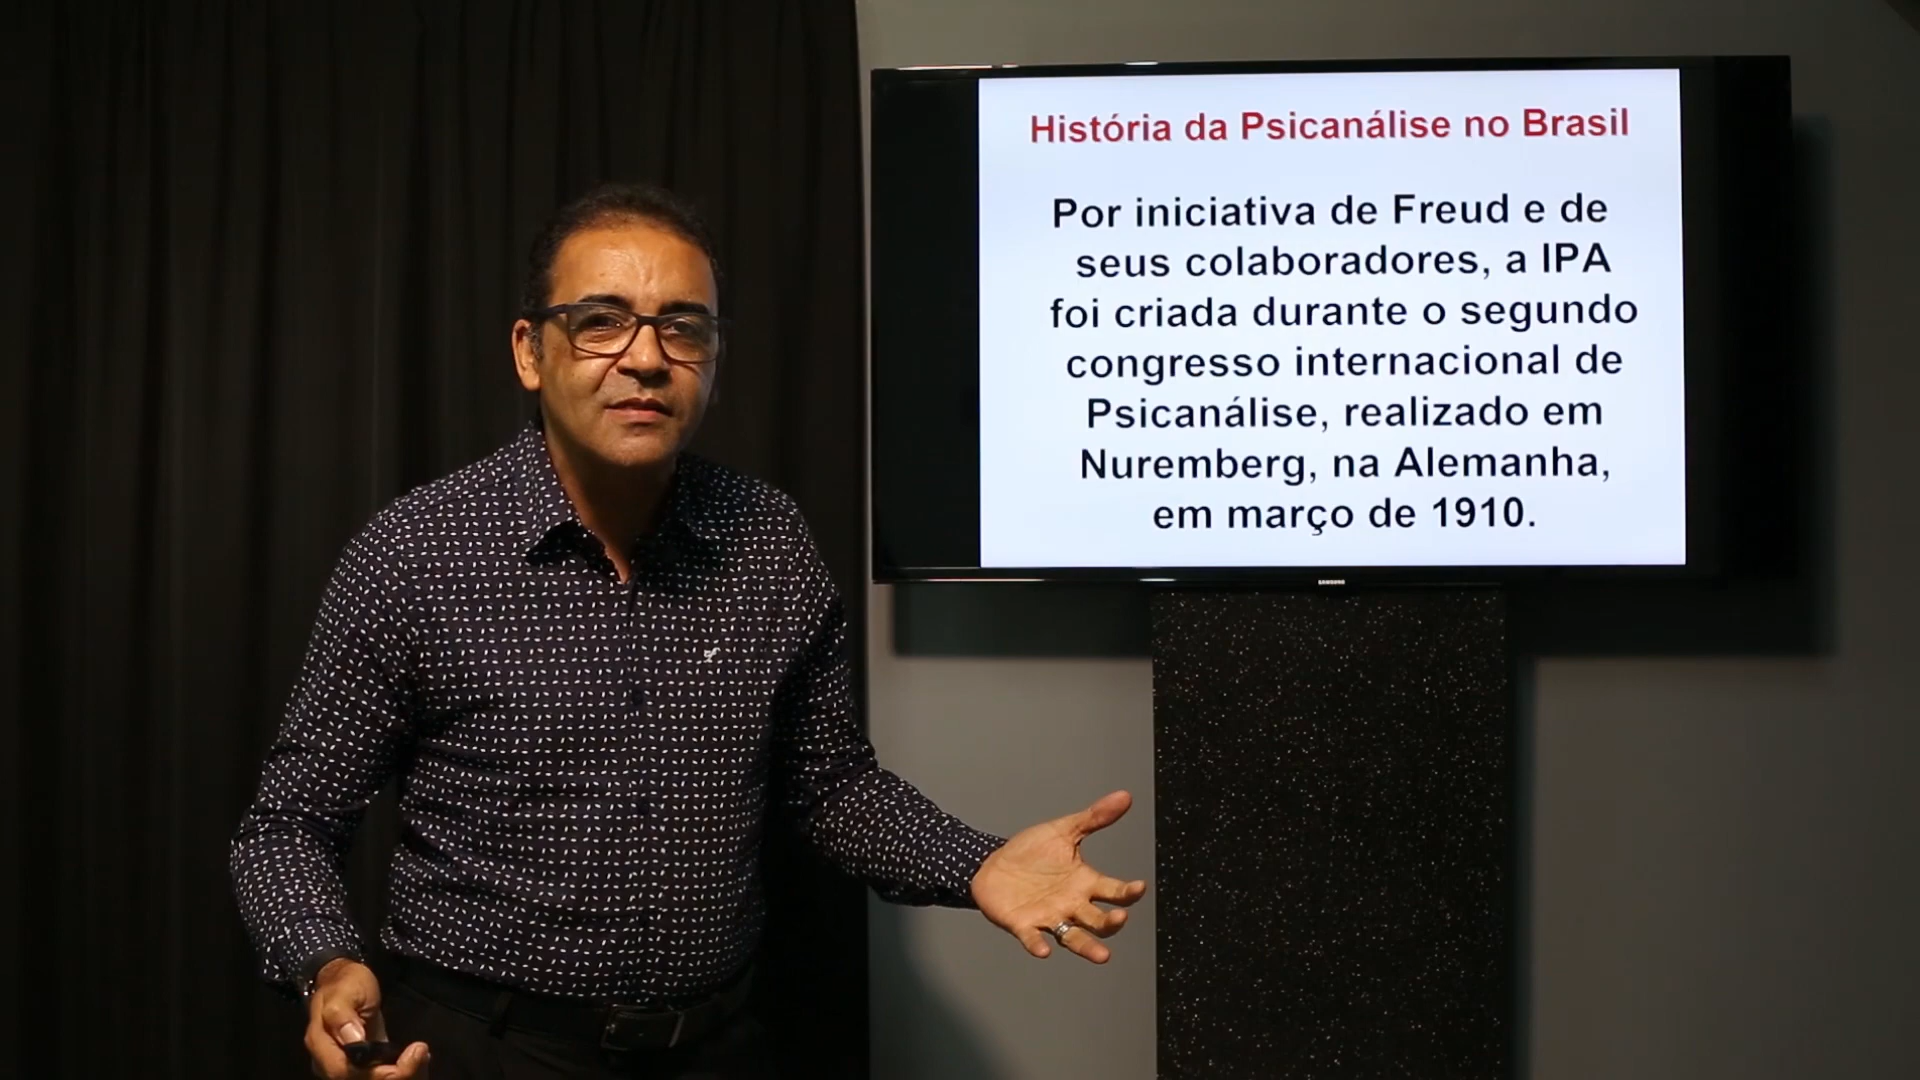 História da Psicanálise no Brasil
Por iniciativa de Freud e de
seus colaboradores, a IPA
foi criada durante o segundo
congresso internacional de
Psicanálise, realizado em
Nuremberg, na Alemanha,
em março de 1910.
SAMSUNG